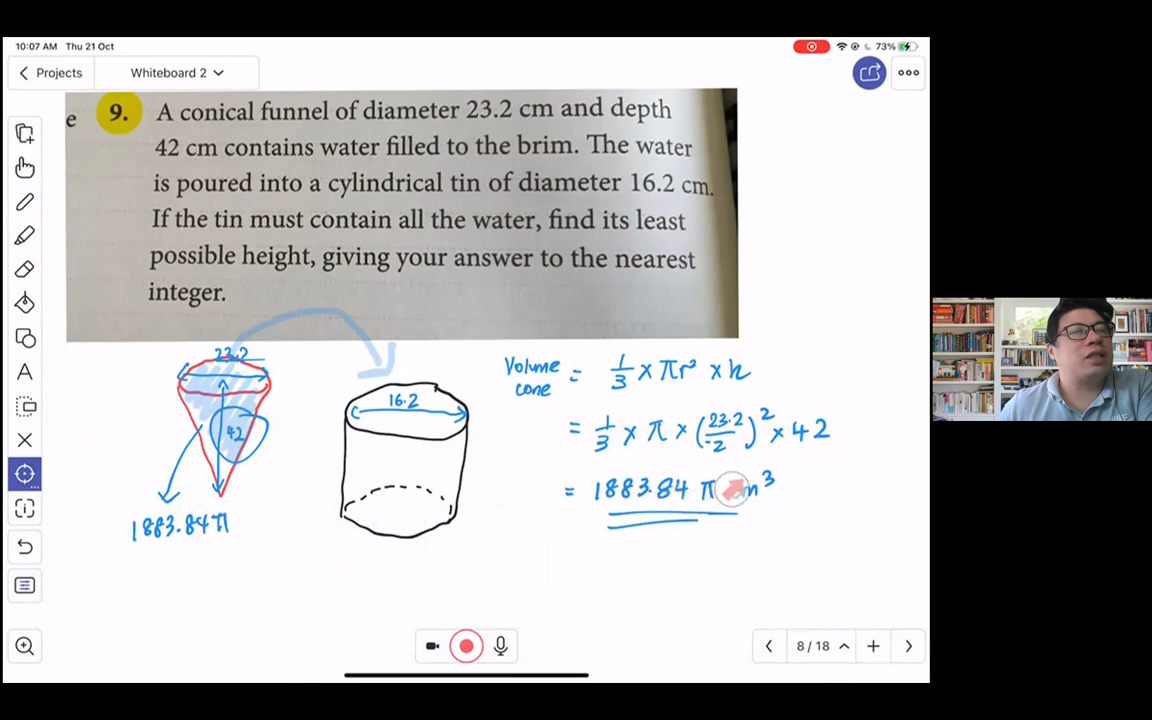 10:07 AM Thu 21 Oct
73%
Projects
Whiteboard 2
e 9. A conical funnel of diameter 23.2 cm and depth
42 cm contains water filled to the brim. The water
is poured into a cylindrical tin of diameter 16.2 cm.
If the tin must contain all the water, find its least
possible height, giving your answer to the nearest
integer.
23.2
42
1883.84π
16.2
Volume cone = 1/3 × πr² × h
= 1/3 × π × (23.2/2)² × 42
= 1883.84 π cm³
A
8/18